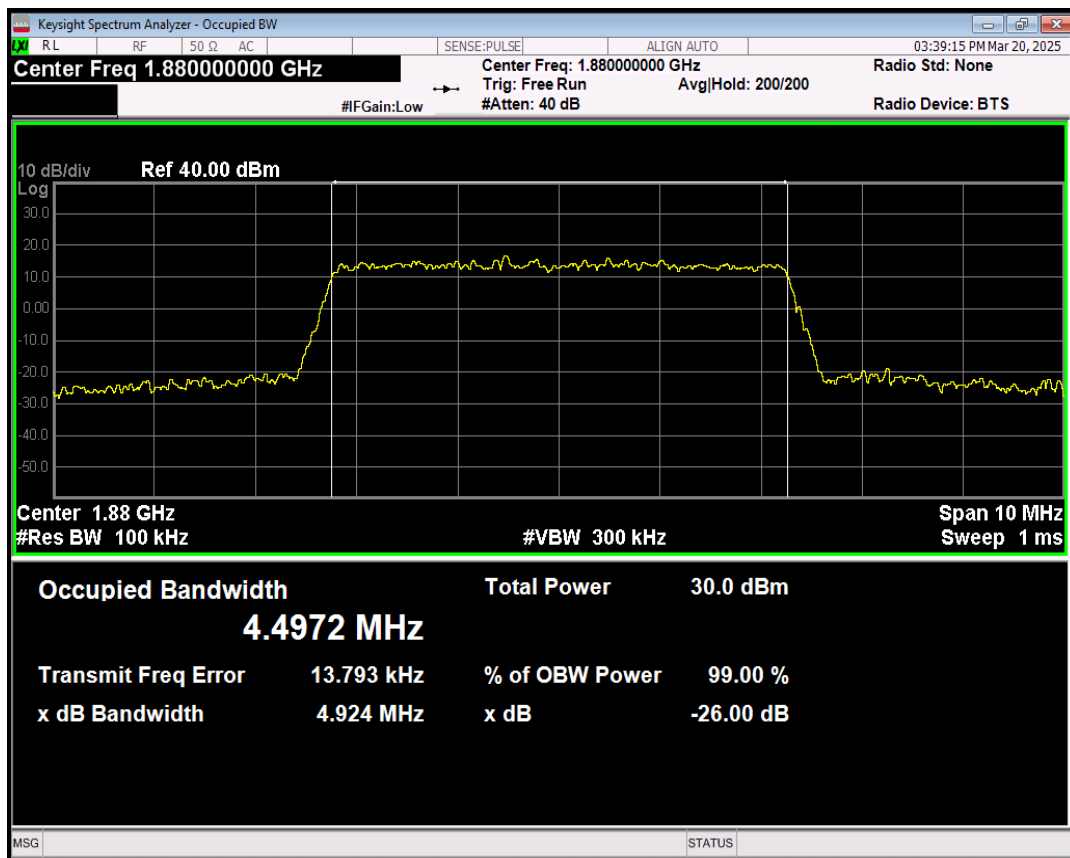 Keysight Spectrum Analyzer - Occupied BW
LXI RL RF 50 Ω AC SENSE:PULSE ALIGN AUTO 03:39:15 PM Mar 20, 2025
Center Freq 1.880000000 GHz Center Freq: 1.880000000 GHz Radio Std: None
Trig: Free Run Avg|Hold: 200/200
#IFGain:Low #Atten: 40 dB Radio Device: BTS
10 dB/div Ref 40.00 dBm
Log
30.0
20.0
10.0
0.00
-10.0
-20.0
-30.0
-40.0
-50.0
Center 1.88 GHz Span 10 MHz
#Res BW 100 kHz #VBW 300 kHz Sweep 1 ms
Occupied Bandwidth Total Power 30.0 dBm
4.4972 MHz
Transmit Freq Error 13.793 kHz % of OBW Power 99.00 %
x dB Bandwidth 4.924 MHz x dB -26.00 dB
MSG STATUS